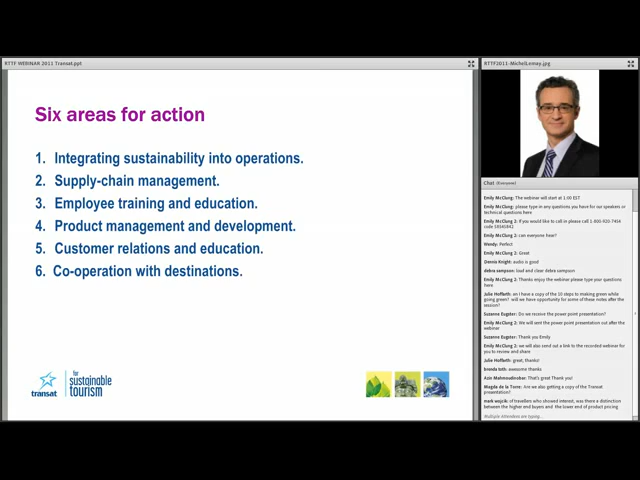 RTTF WEBINAR 2011 Transat.ppt
Six areas for action
1. Integrating sustainability into operations.
2. Supply-chain management.
3. Employee training and education.
4. Product management and development.
5. Customer relations and education.
6. Co-operation with destinations.
transat
for
sustainable
tourism
RTTF2011-MichelLemay.jpg
Chat (Everyone)
Emily McClung: The webinar will start at 1:00 EST
Emily McClung: please type in any questions you have for our speakers or
technical questions here
Emily McClung 2: If you would like to call in please call 1-800-920-7454
code 58585842
Emily McClung 2: can everyone hear?
Wendy: Perfect
Emily McClung 2: Great
Dennis Knight: audio is good
debra sampson: loud and clear debra sampson
Emily McClung 2: Thanks enjoy the webinar please type your questions
here
Julie Hoffarth: an I have a copy of the 10 steps to making green while
going green? will we have opportunity for some of these notes after the
session?
Suzanne Eugster: Do we receive the power point presentation?
Emily McClung 2: We will sent the power point presentation out after the
webinar
Suzanne Eugster: Thank you Emily
Emily McClung 2: we will also send out a link to the recorded webinar for
you to review and share
Julie Hoffarth: great, thanks!
brenda teth: awesome thanks
Azin Mahmoudinobar: That's great Thank you!
Magda de la Torre: Are we also getting a copy of the Transat
presentation?
mark wojcik: of travellers who showed interest, was there a distinction
between the higher end buyers and the lower end of product pricing
Multiple Attendees are typing...